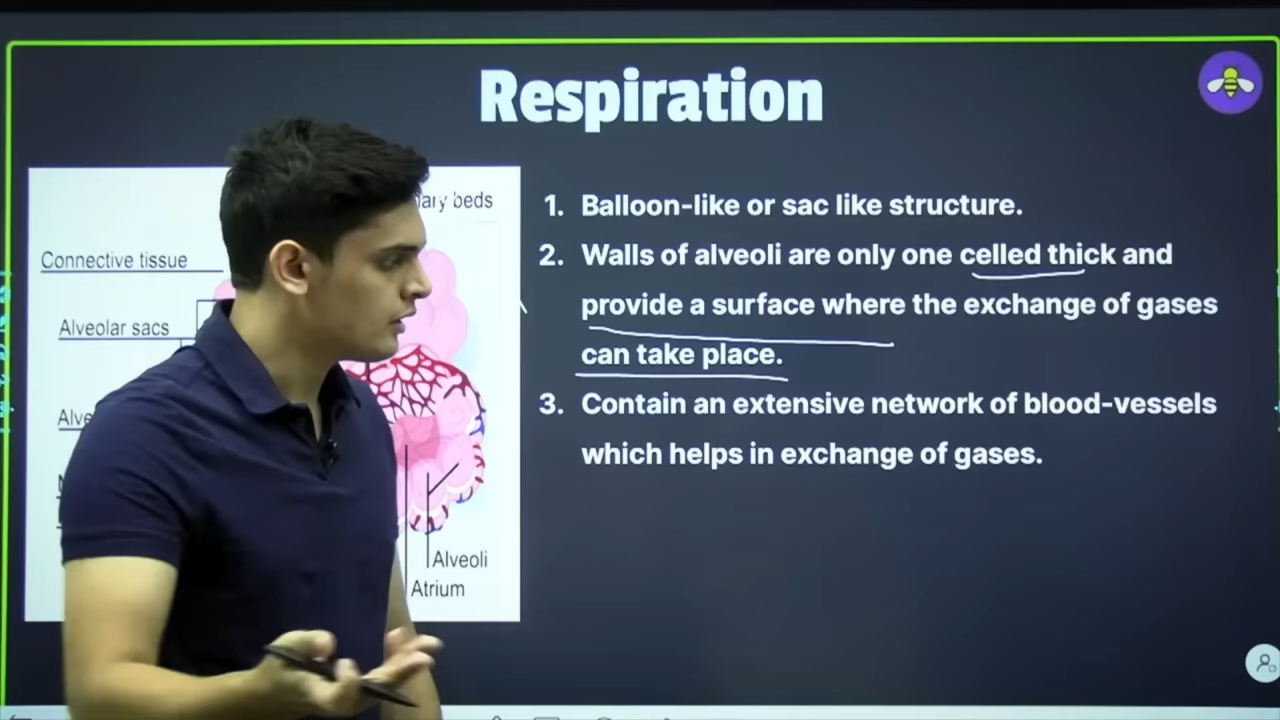 Respiration
beds
Connective tissue
Alveolar sacs
Alveoli
Atrium
1. Balloon-like or sac like structure.
2. Walls of alveoli are only one celled thick and
provide a surface where the exchange of gases
can take place.
3. Contain an extensive network of blood-vessels
which helps in exchange of gases.